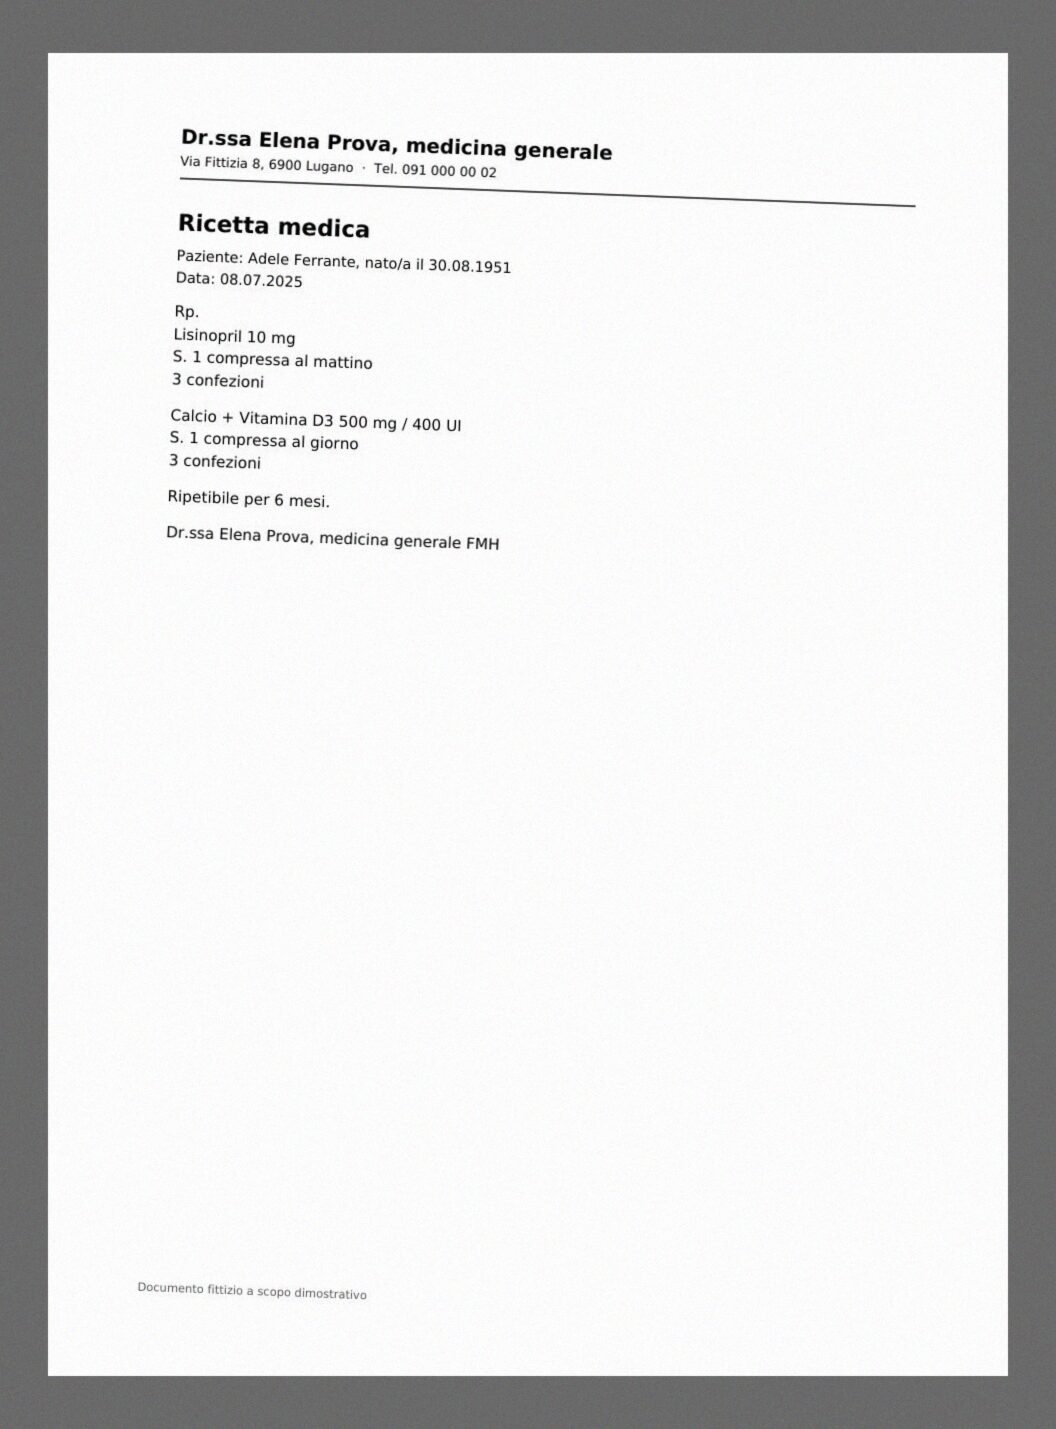 Dr.ssa Elena Prova, medicina generale
Via Fittizia 8, 6900 Lugano · Tel. 091 000 00 02
Ricetta medica
Paziente: Adele Ferrante, nato/a il 30.08.1951
Data: 08.07.2025
Rp.
Lisinopril 10 mg
S. 1 compressa al mattino
3 confezioni
Calcio + Vitamina D3 500 mg / 400 UI
S. 1 compressa al giorno
3 confezioni
Ripetibile per 6 mesi.
Dr.ssa Elena Prova, medicina generale FMH
Documento fittizio a scopo dimostrativo